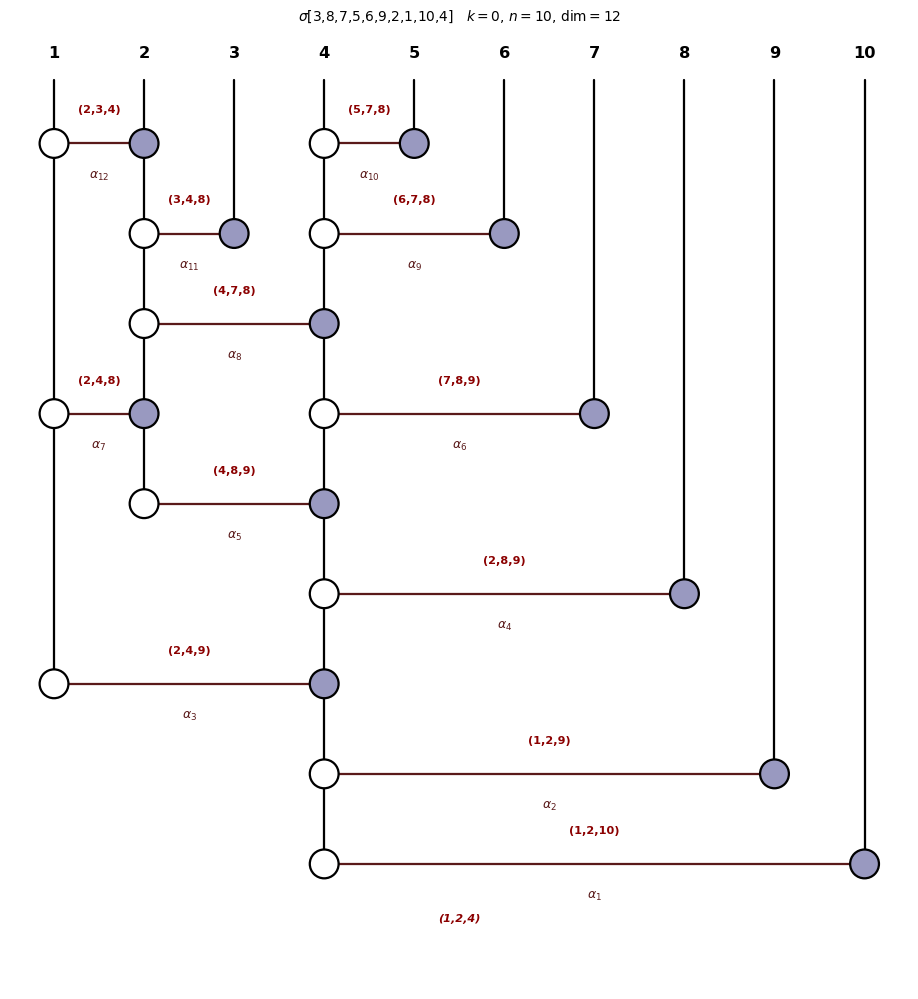 σ[3,8,7,5,6,9,2,1,10,4] k=0, n=10, dim=12
1 2 3 4 5 6 7 8 9 10
(2,3,4) (5,7,8)
α12 α10
(3,4,8) (6,7,8)
α11 α9
(4,7,8)
α8
(2,4,8) (7,8,9)
α7 α6
(4,8,9)
α5
(2,8,9)
α4
(2,4,9)
α3
(1,2,9)
α2
(1,2,10)
α1
(1,2,4)